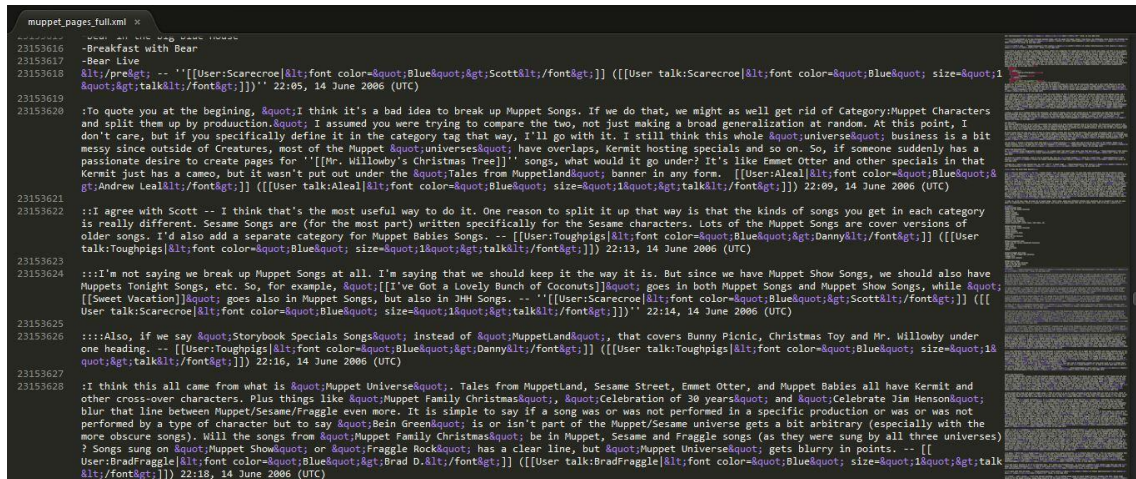 muppet_pages_full.xml ×
23153616 -Breakfast with Bear
23153617 -Bear Live
23153618 &lt;/pre&gt; -- ''[[User:Scarecroe|&lt;font color=&quot;Blue&quot;&gt;Scott&lt;/font&gt;]] ([[User talk:Scarecroe|&lt;font color=&quot;Blue&quot; size=&quot;1
&quot;&gt;talk&lt;/font&gt;]])'' 22:05, 14 June 2006 (UTC)
23153619
23153620 :To quote you at the begining, &quot;I think it's a bad idea to break up Muppet Songs. If we do that, we might as well get rid of Category:Muppet Characters
and split them up by production.&quot; I assumed you were trying to compare the two, not just making a broad generalization at random. At this point, I
don't care, but if you specifically define it in the category tag that way, I'll go with it. I still think this whole &quot;universe&quot; business is a bit
messy since outside of Creatures, most of the Muppet &quot;universes&quot; have overlaps, Kermit hosting specials and so on. So, if someone suddenly has a
passionate desire to create pages for ''[[Mr. Willowby's Christmas Tree]]'' songs, what would it go under? It's like Emmet Otter and other specials in that
Kermit just has a cameo, but it wasn't put out under the &quot;Tales from Muppetland&quot; banner in any form.  [[User:Aleal|&lt;font color=&quot;Blue&quot;&
gt;Andrew Leal&lt;/font&gt;]] ([[User talk:Aleal|&lt;font color=&quot;Blue&quot; size=&quot;1&quot;&gt;talk&lt;/font&gt;]]) 22:09, 14 June 2006 (UTC)
23153621
23153622 ::I agree with Scott -- I think that's the most useful way to do it. One reason to split it up that way is that the kinds of songs you get in each category
is really different. Sesame Songs are (for the most part) written specifically for the Sesame characters. Lots of the Muppet Songs are cover versions of
older songs. I'd also add a separate category for Muppet Babies Songs. -- [[User:Toughpigs|&lt;font color=&quot;Blue&quot;&gt;Danny&lt;/font&gt;]] ([[User
talk:Toughpigs|&lt;font color=&quot;Blue&quot; size=&quot;1&quot;&gt;talk&lt;/font&gt;]]) 22:13, 14 June 2006 (UTC)
23153623
23153624 :::I'm not saying we break up Muppet Songs at all. I'm saying that we should keep it the way it is. But since we have Muppet Show Songs, we should also have
Muppets Tonight Songs, etc. So, for example, &quot;[[I've Got a Lovely Bunch of Coconuts]]&quot; goes in both Muppet Songs and Muppet Show Songs, while &quot;
[[Sweet Vacation]]&quot; goes also in Muppet Songs, but also in JHH Songs. -- ''[[User:Scarecroe|&lt;font color=&quot;Blue&quot;&gt;Scott&lt;/font&gt;]] ([[
User talk:Scarecroe|&lt;font color=&quot;Blue&quot; size=&quot;1&quot;&gt;talk&lt;/font&gt;]])'' 22:14, 14 June 2006 (UTC)
23153625
23153626 ::::Also, if we say &quot;Storybook Specials Songs&quot; instead of &quot;MuppetLand&quot;, that covers Bunny Picnic, Christmas Toy and Mr. Willowby under
one heading. -- [[User:Toughpigs|&lt;font color=&quot;Blue&quot;&gt;Danny&lt;/font&gt;]] ([[User talk:Toughpigs|&lt;font color=&quot;Blue&quot; size=&quot;1&
quot;&gt;talk&lt;/font&gt;]]) 22:16, 14 June 2006 (UTC)
23153627
23153628 :I think this all came from what is &quot;Muppet Universe&quot;. Tales from MuppetLand, Sesame Street, Emmet Otter, and Muppet Babies all have Kermit and
other cross-over characters. Plus things like &quot;Muppet Family Christmas&quot;, &quot;Celebration of 30 years&quot; and &quot;Celebrate Jim Henson&quot;
blur that line between Muppet/Sesame/Fraggle even more. It is simple to say if a song was or was not performed in a specific production or was or was not
performed by a type of character but to say &quot;Bein Green&quot; is or isn't part of the Muppet/Sesame universe gets a bit arbitrary (especially with the
more obscure songs). Will the songs from &quot;Muppet Family Christmas&quot; be in Muppet, Sesame and Fraggle songs (as they were sung by all three universes)
? Songs sung on &quot;Muppet Show&quot; or &quot;Fraggle Rock&quot; has a clear line, but &quot;Muppet Universe&quot; gets blurry in points. -- [[
User:BradFraggle|&lt;font color=&quot;Blue&quot;&gt;Brad D.&lt;/font&gt;]] ([[User talk:BradFraggle|&lt;font color=&quot;Blue&quot; size=&quot;1&quot;&gt;talk
&lt;/font&gt;]]) 22:18, 14 June 2006 (UTC)